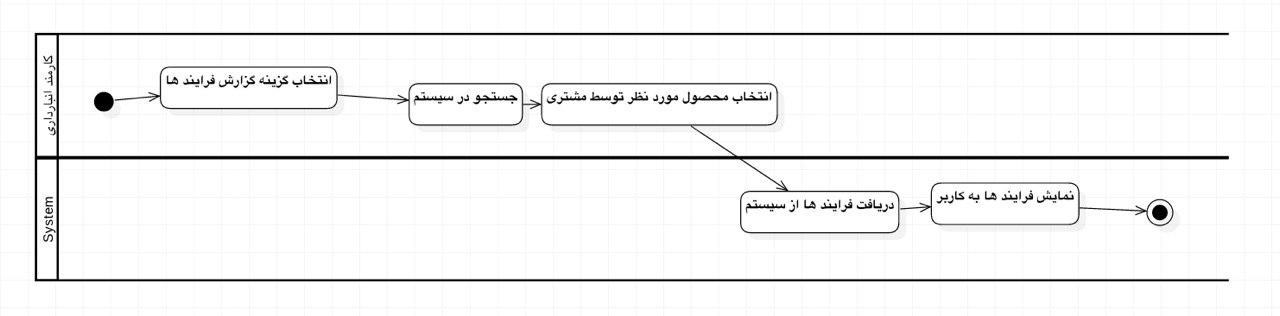 کارمند انبارداری
انتخاب گزینه گزارش فرایند ها
جستجو در سیستم
انتخاب محصول مورد نظر توسط مشتری
System
دریافت فرایند ها از سیستم
نمایش فرایند ها به کاربر